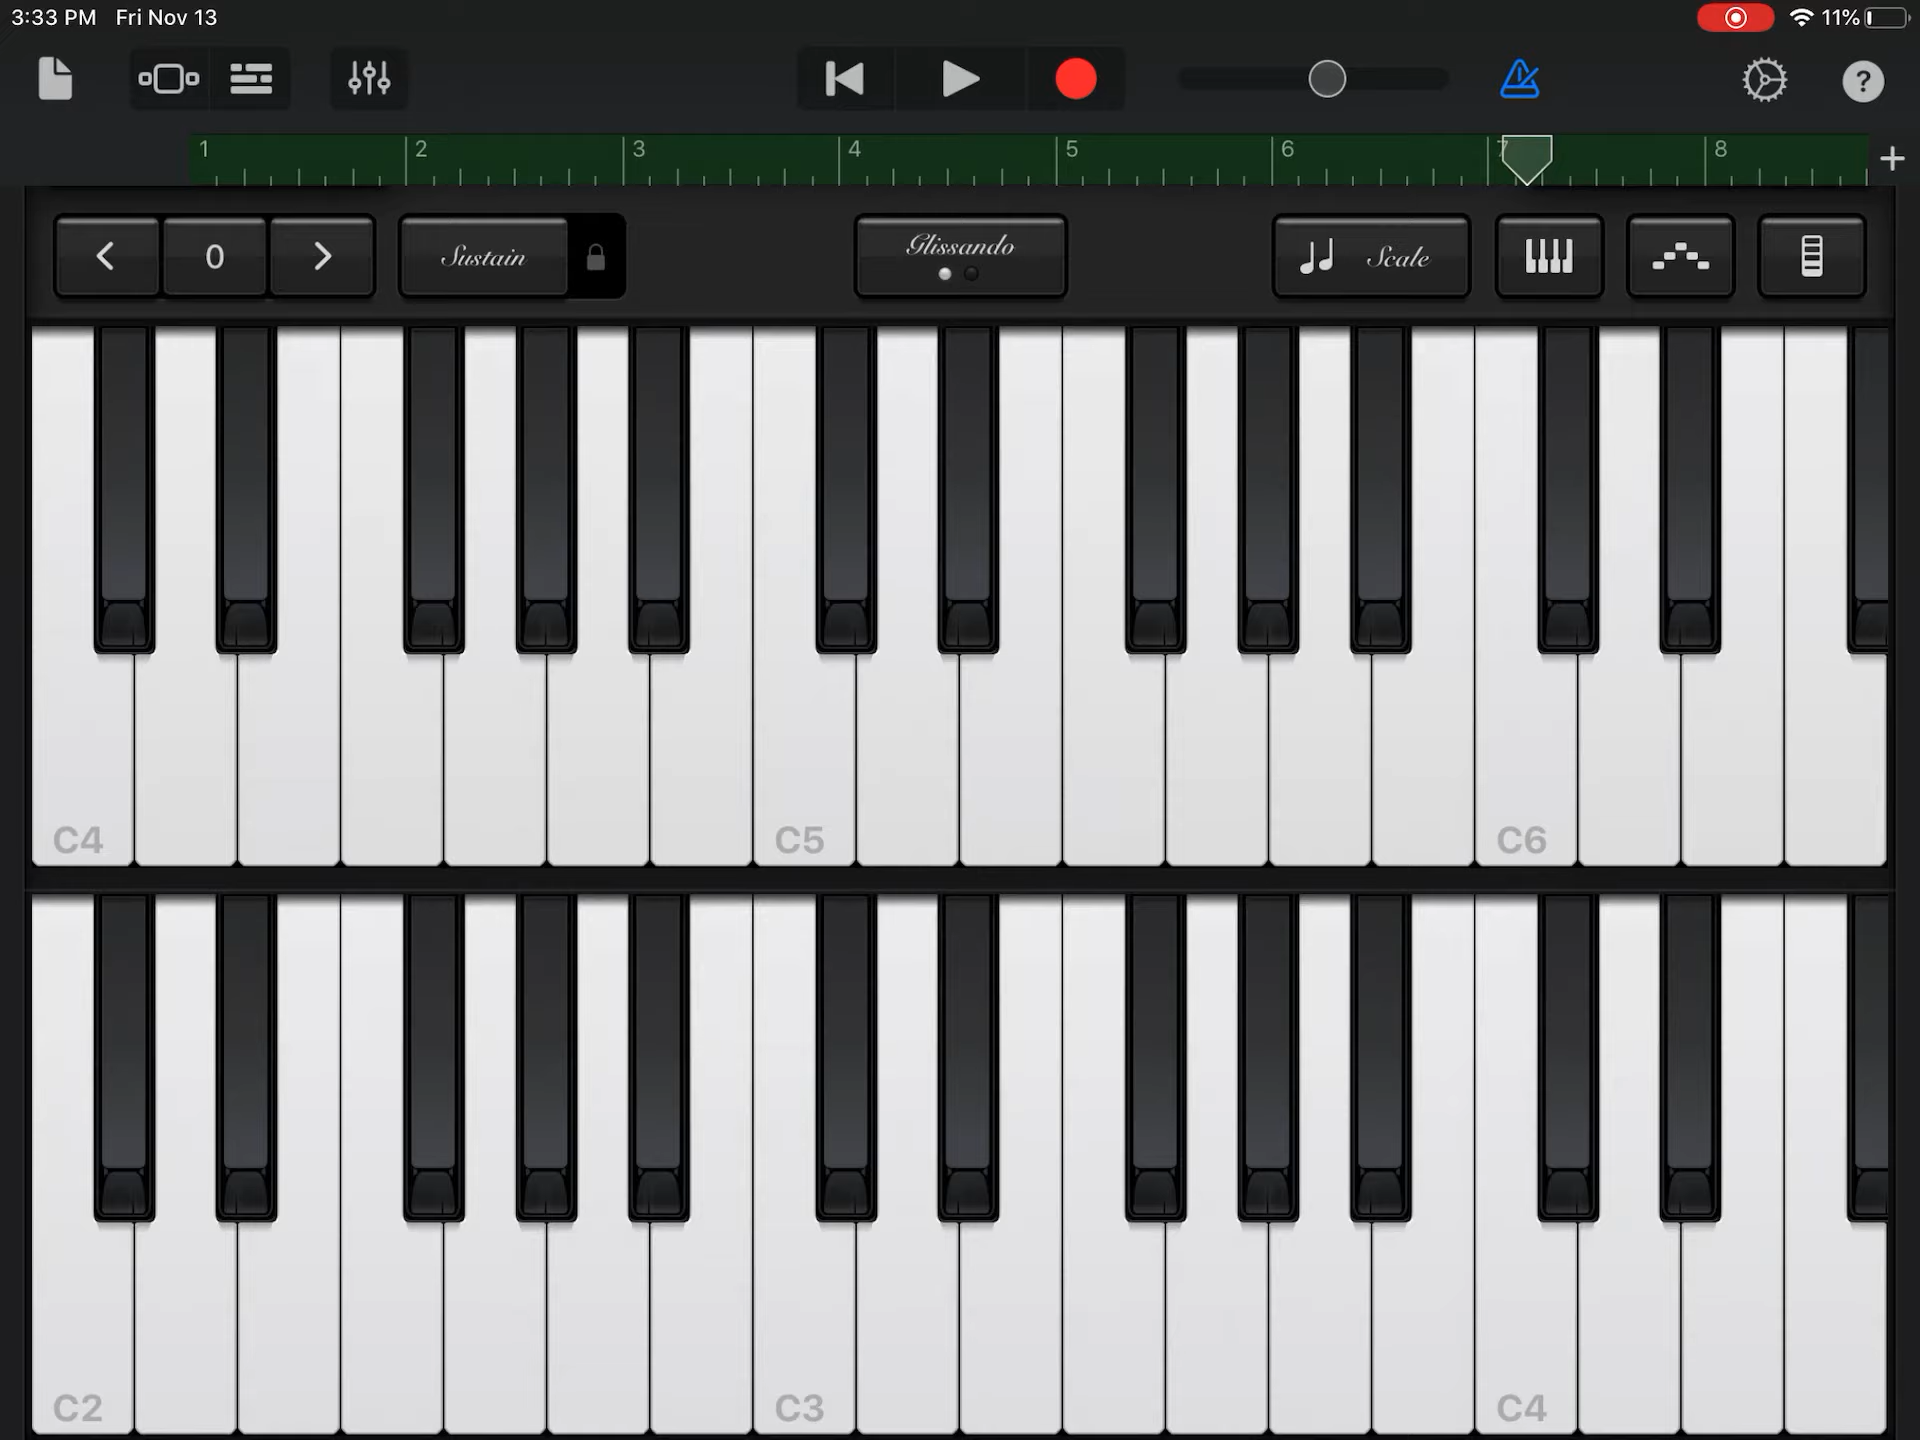 3:33 PM Fri Nov 13
11%
?
1 2 3 4 5 6 7 8 +
0
Sustain
Glissando
Scale
C4 C5 C6
C2 C3 C4